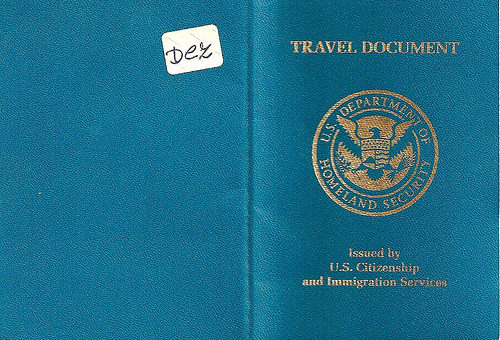 Dez
TRAVEL DOCUMENT
U.S. DEPARTMENT OF
HOMELAND SECURITY
Issued by
U.S. Citizenship
and Immigration Services